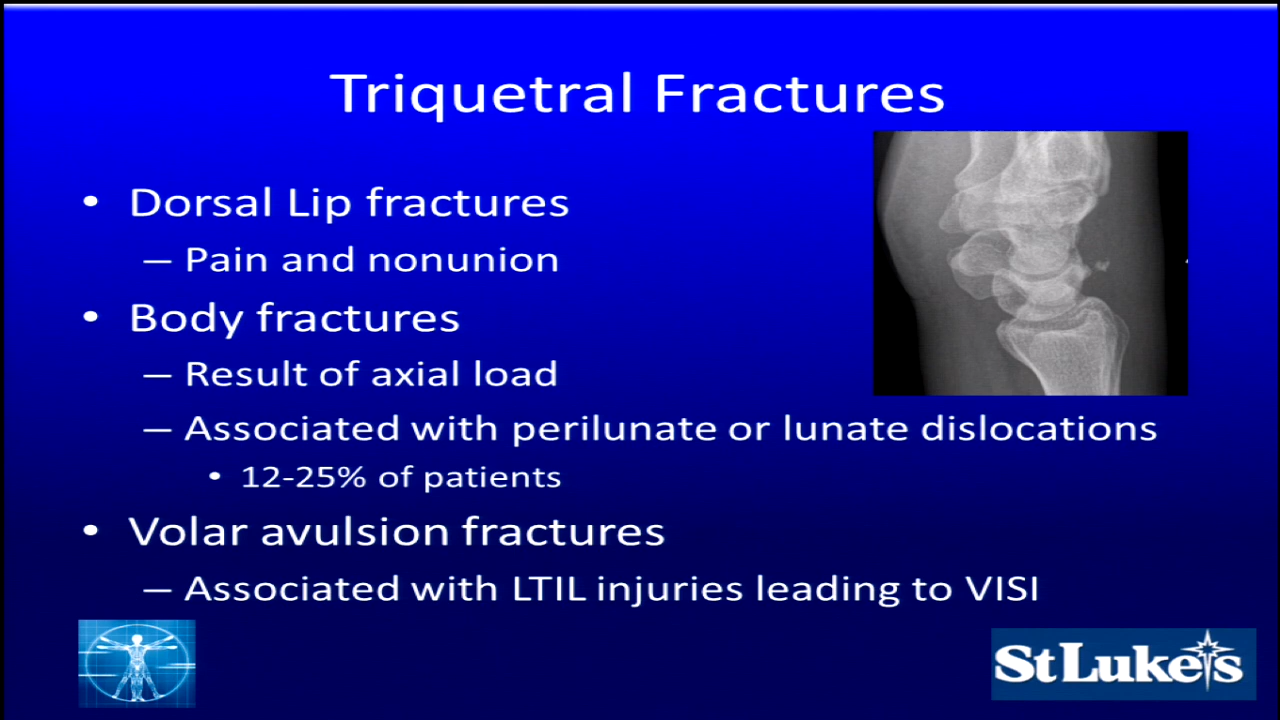 Triquetral Fractures
• Dorsal Lip fractures
– Pain and nonunion
• Body fractures
– Result of axial load
– Associated with perilunate or lunate dislocations
• 12-25% of patients
• Volar avulsion fractures
– Associated with LTIL injuries leading to VISI
StLuke's